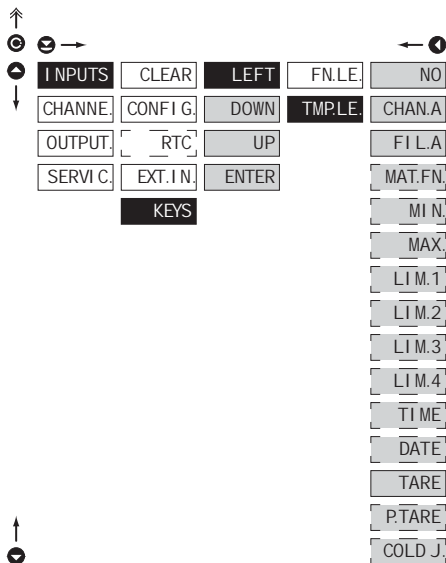 INPUTS CLEAR LEFT FN.LE. NO
CHANNE. CONFIG. DOWN TMP.LE. CHAN.A
OUTPUT. RTC UP FIL.A
SERVIC. EXT.IN. ENTER MAT.FN.
KEYS MIN.
MAX.
LIM.1
LIM.2
LIM.3
LIM.4
TIME
DATE
TARE
P.TARE
COLD J.